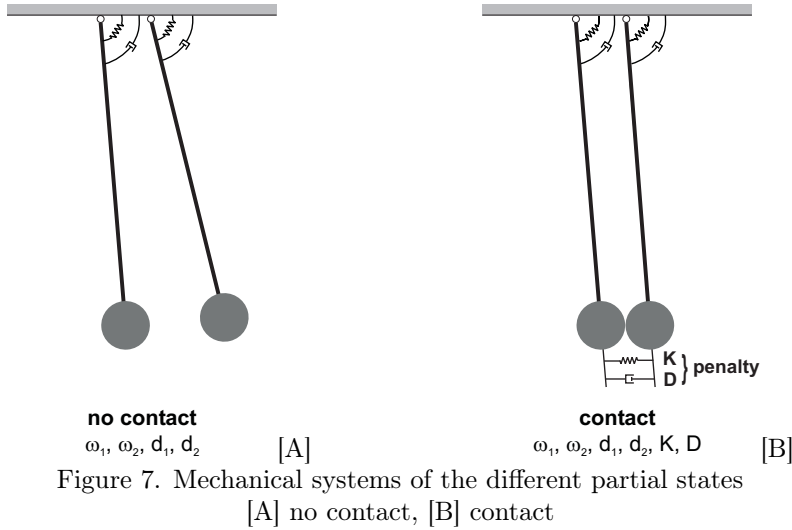 K
D
penalty
no contact
ω₁, ω₂, d₁, d₂
[A]
contact
ω₁, ω₂, d₁, d₂, K, D
[B]
Figure 7. Mechanical systems of the different partial states
[A] no contact, [B] contact